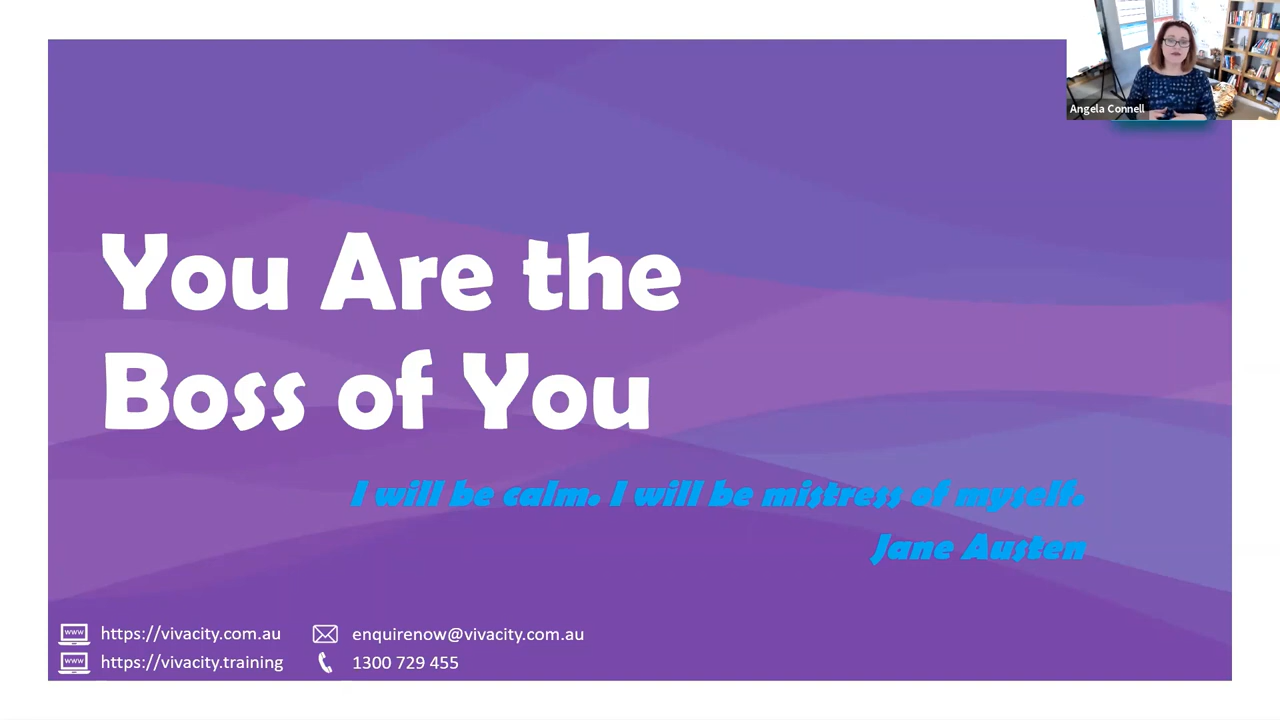 Angela Connell
You Are the
Boss of You
I will be calm. I will be mistress of myself.
Jane Austen
https://vivacity.com.au
enquirenow@vivacity.com.au
https://vivacity.training
1300 729 455